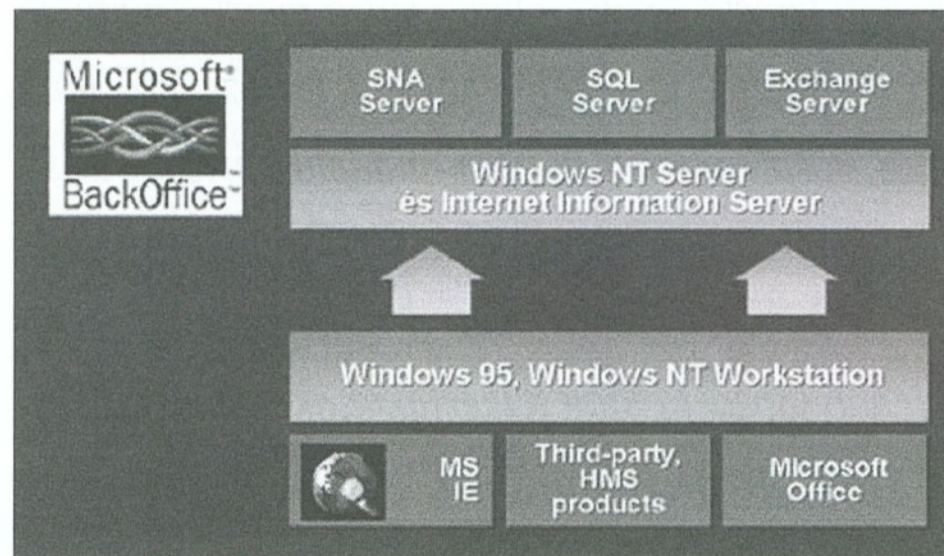 Microsoft®
BackOffice™
SNA
Server
SQL
Server
Exchange
Server
Windows NT Server
és Internet Information Server
Windows 95, Windows NT Workstation
MS
IE
Third-party,
HMS
products
Microsoft
Office